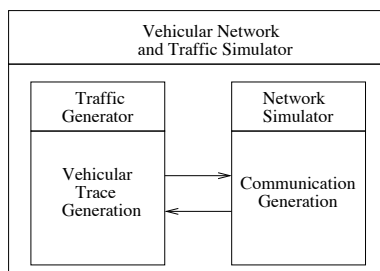 Vehicular Network
and Traffic Simulator
Traffic
Generator
Vehicular
Trace
Generation
Network
Simulator
Communication
Generation